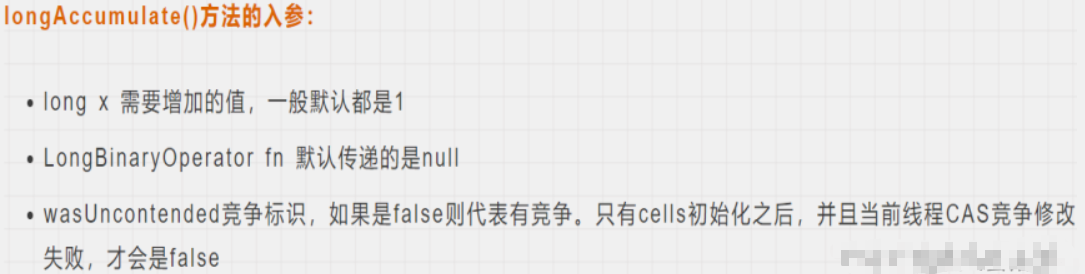 longAccumulate()方法的入参：
• long x 需要增加的值，一般默认都是1
• LongBinaryOperator fn 默认传递的是null
• wasUncontended竞争标识，如果是false则代表有竞争。只有cells初始化之后，并且当前线程CAS竞争修改
失败，才会是false